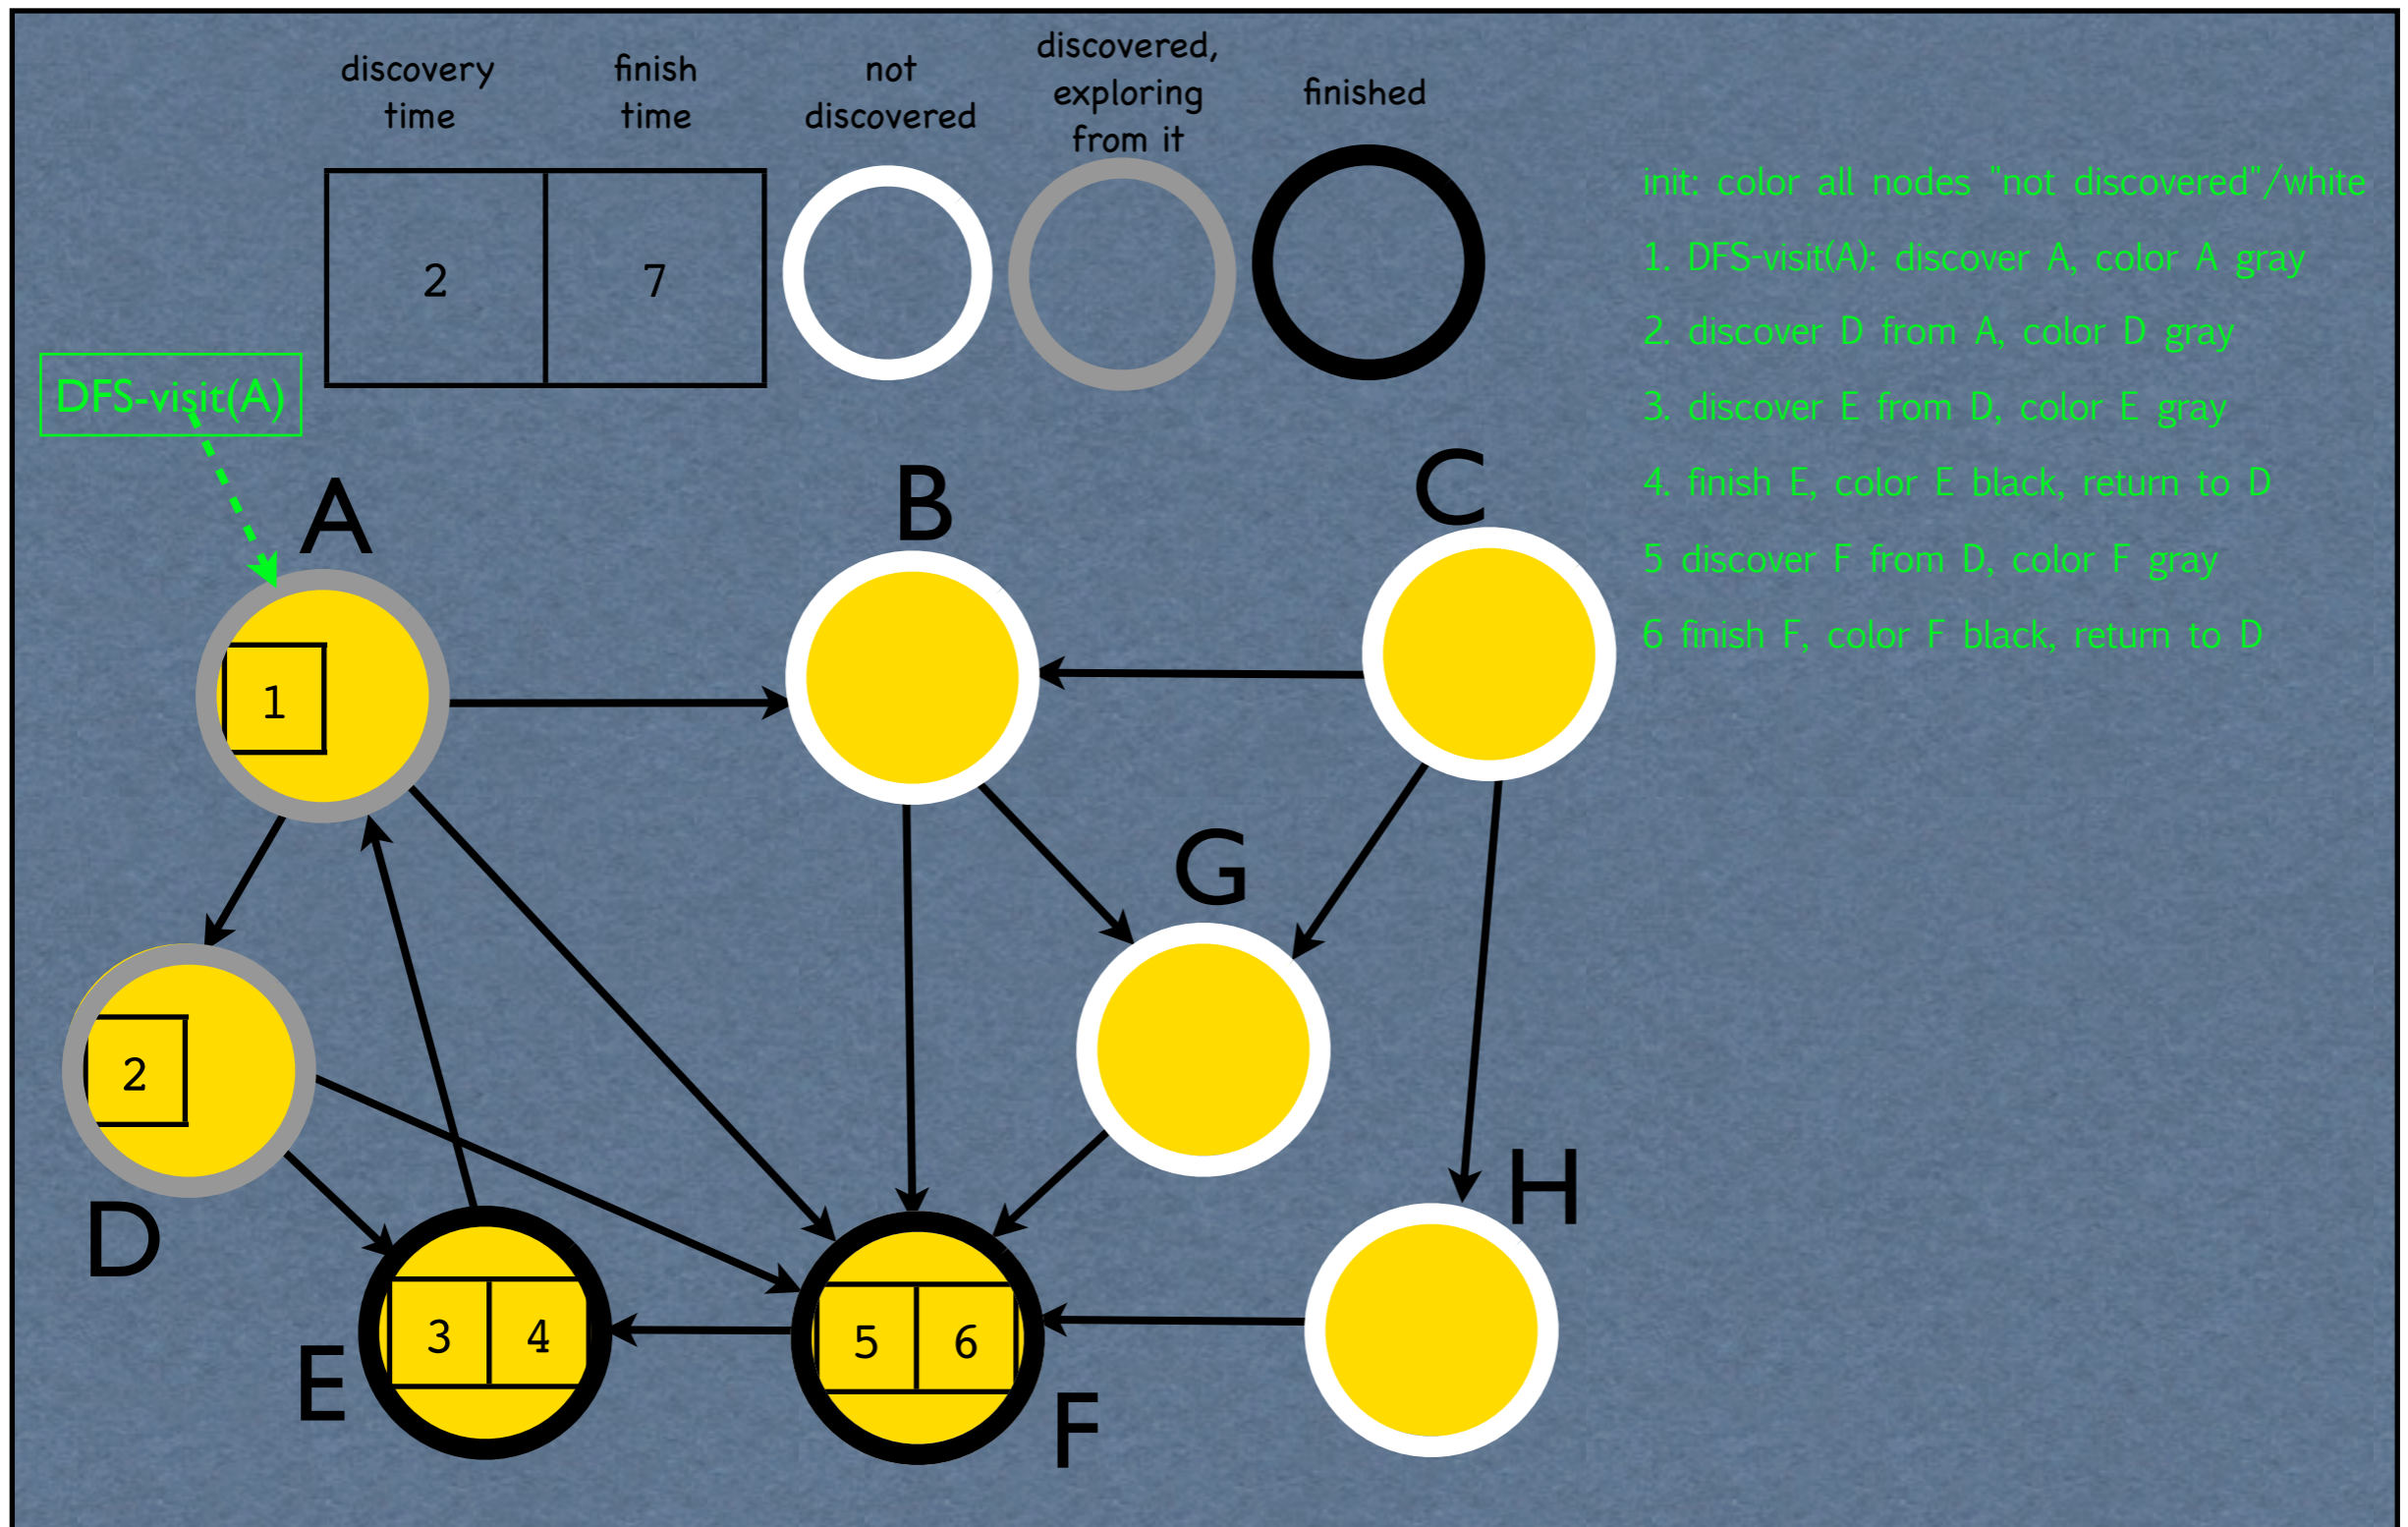 discovery
time
finish
time
not
discovered
discovered,
exploring
from it
finished
2
7
init: color all nodes "not discovered"/white
1. DFS-visit(A): discover A, color A gray
2. discover D from A, color D gray
3. discover E from D, color E gray
4. finish E, color E black, return to D
5 discover F from D, color F gray
6 finish F, color F black, return to D
DFS-visit(A)
A
B
C
1
G
2
D
H
E
3
4
5
6
F